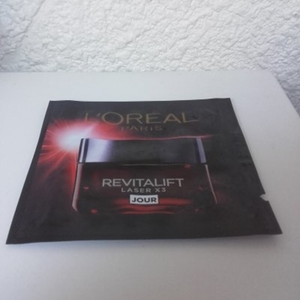 L'ORÉAL
PARIS
REVITALIFT
LASER X3
JOUR